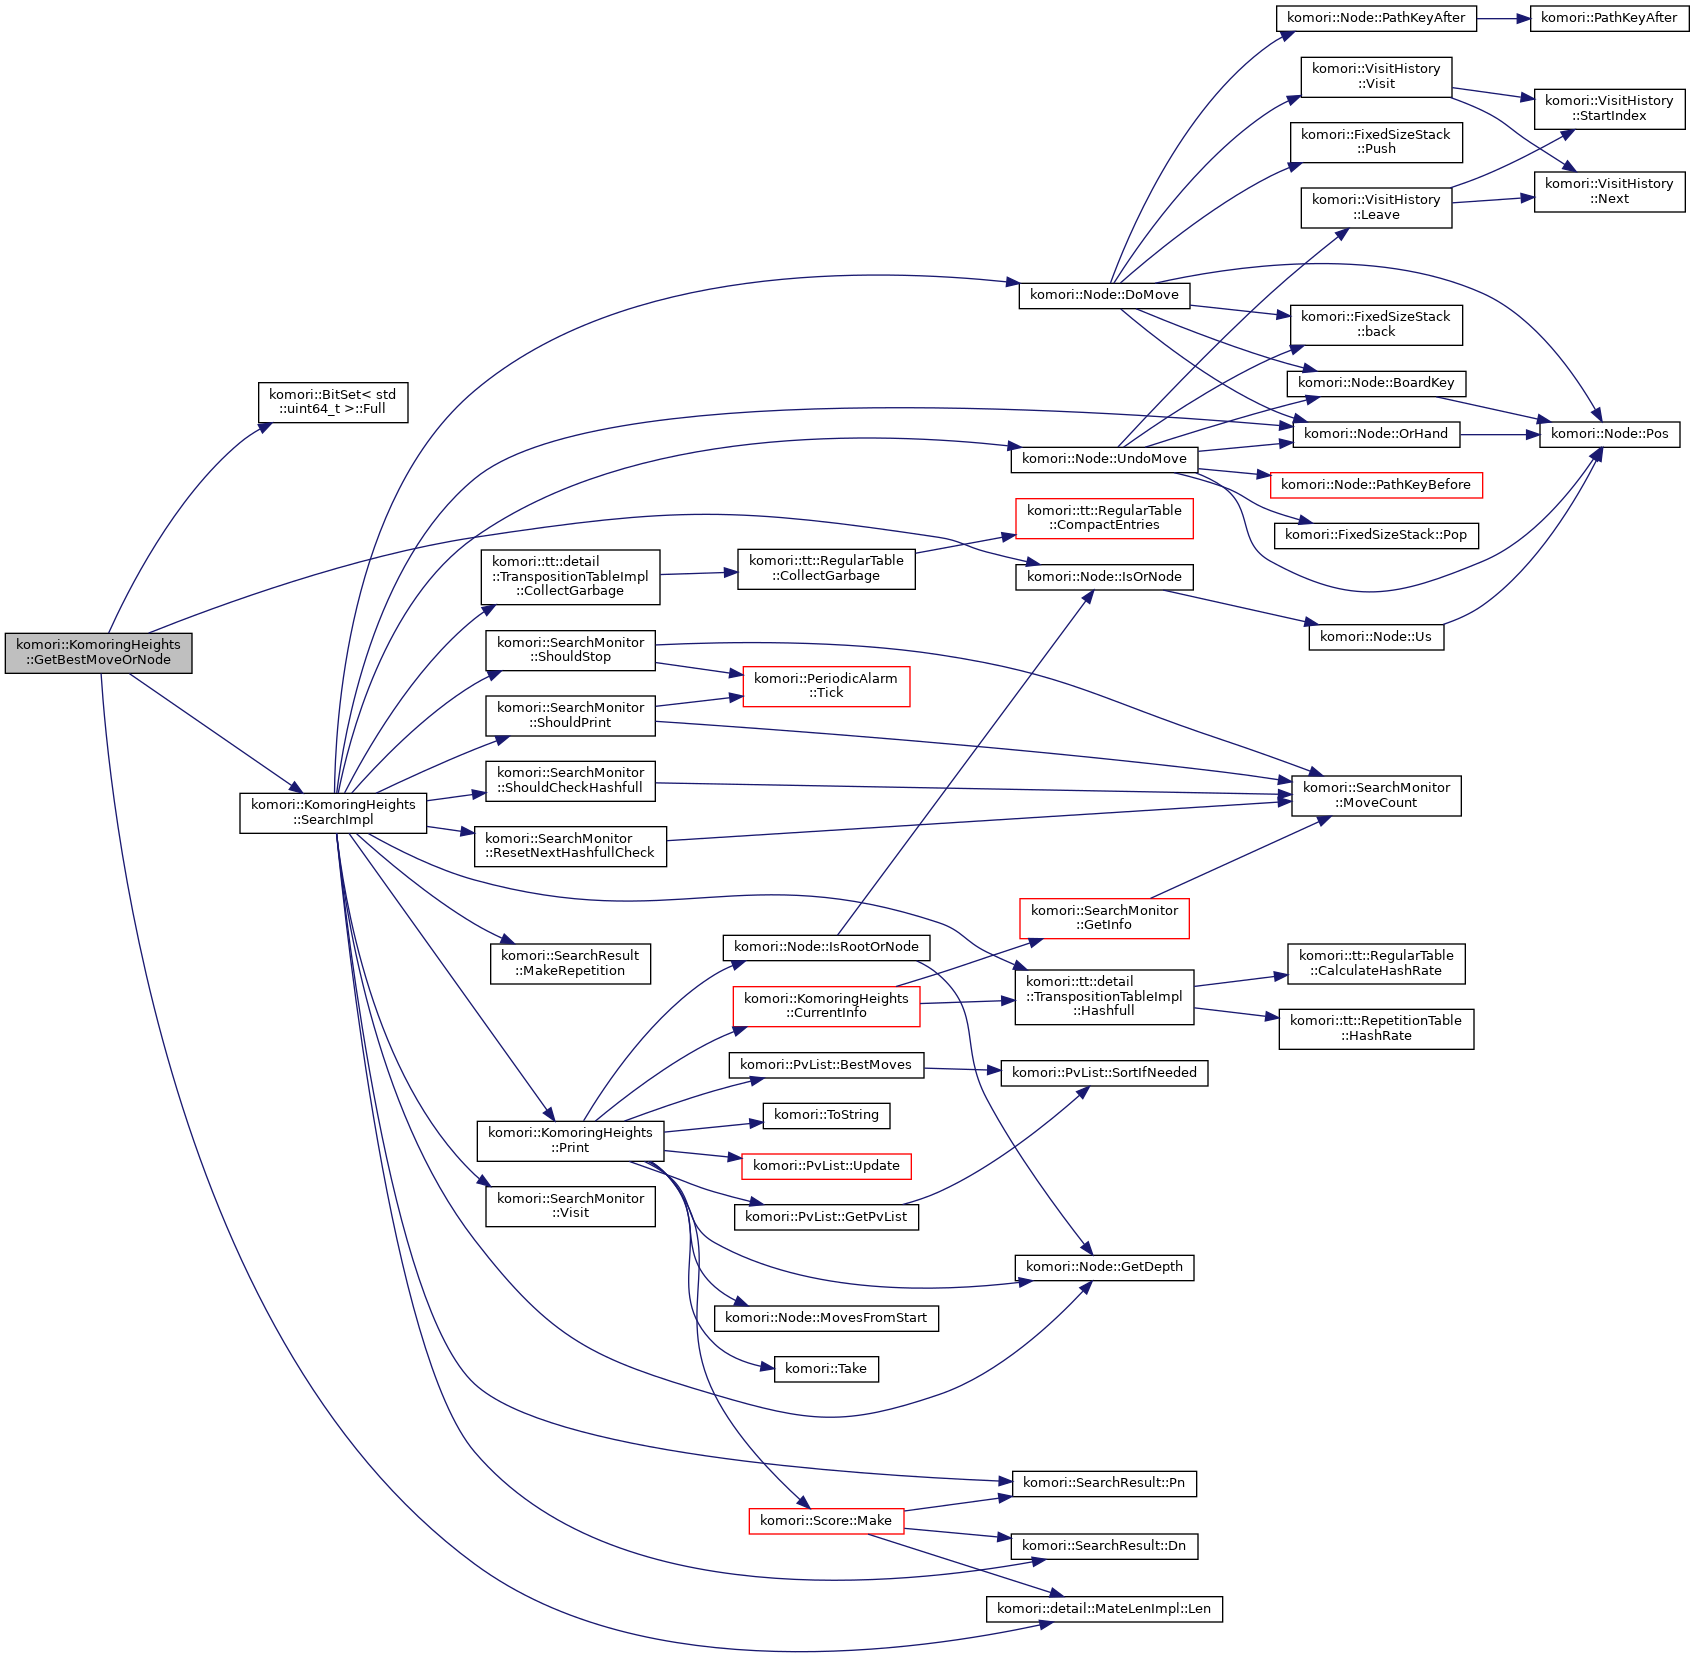 komori::KomoringHeights
::GetBestMoveOrNode
komori::BitSet< std
::uint64_t >::Full
komori::KomoringHeights
::SearchImpl
komori::tt::detail
::TranspositionTableImpl
::CollectGarbage
komori::SearchMonitor
::ShouldStop
komori::SearchMonitor
::ShouldPrint
komori::SearchMonitor
::ShouldCheckHashfull
komori::SearchMonitor
::ResetNextHashfullCheck
komori::SearchResult
::MakeRepetition
komori::KomoringHeights
::Print
komori::SearchMonitor
::Visit
komori::tt::RegularTable
::CollectGarbage
komori::PeriodicAlarm
::Tick
komori::Node::IsRootOrNode
komori::KomoringHeights
::CurrentInfo
komori::PvList::BestMoves
komori::ToString
komori::PvList::Update
komori::PvList::GetPvList
komori::Node::MovesFromStart
komori::Take
komori::Score::Make
komori::Node::DoMove
komori::Node::UndoMove
komori::tt::RegularTable
::CompactEntries
komori::Node::IsOrNode
komori::SearchMonitor
::GetInfo
komori::tt::detail
::TranspositionTableImpl
::Hashfull
komori::PvList::SortIfNeeded
komori::Node::GetDepth
komori::SearchResult::Pn
komori::SearchResult::Dn
komori::detail::MateLenImpl::Len
komori::Node::PathKeyAfter
komori::VisitHistory
::Visit
komori::FixedSizeStack
::Push
komori::VisitHistory
::Leave
komori::FixedSizeStack
::back
komori::Node::BoardKey
komori::Node::OrHand
komori::Node::PathKeyBefore
komori::FixedSizeStack::Pop
komori::Node::Us
komori::SearchMonitor
::MoveCount
komori::tt::RegularTable
::CalculateHashRate
komori::tt::RepetitionTable
::HashRate
komori::PathKeyAfter
komori::VisitHistory
::StartIndex
komori::VisitHistory
::Next
komori::Node::Pos